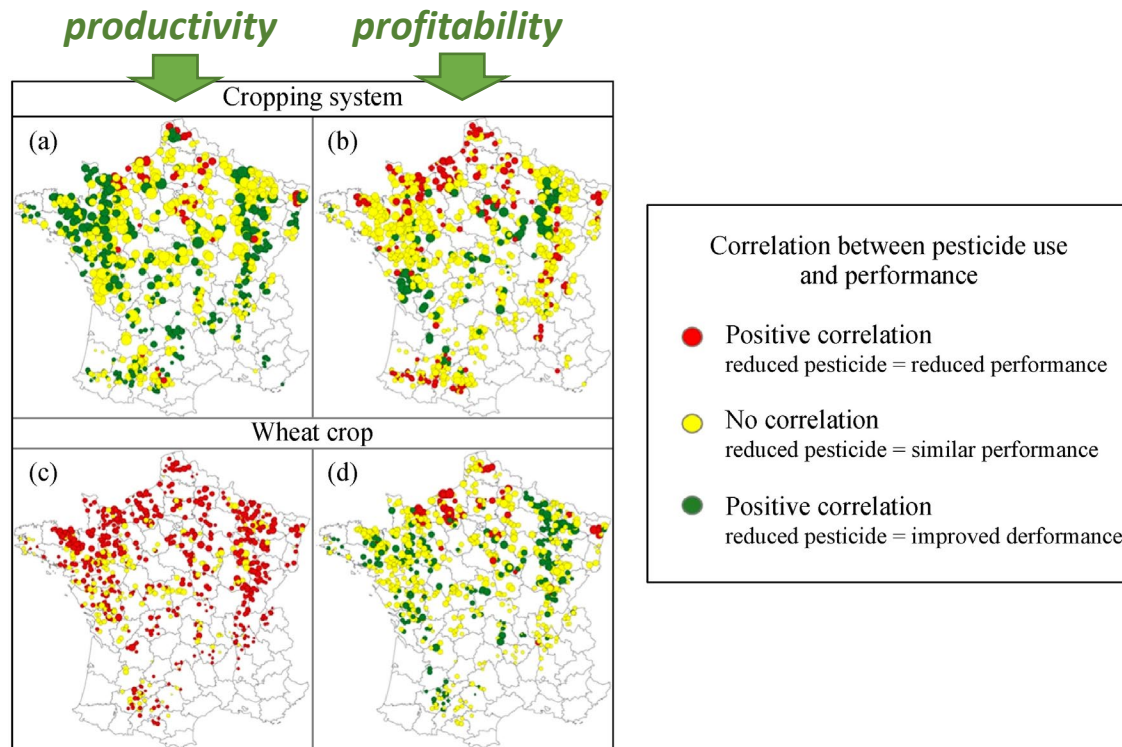 productivity
profitability
Cropping system
(a)
(b)
Wheat crop
(c)
(d)
Correlation between pesticide use
and performance
Positive correlation
reduced pesticide = reduced performance
No correlation
reduced pesticide = similar performance
Positive correlation
reduced pesticide = improved derformance